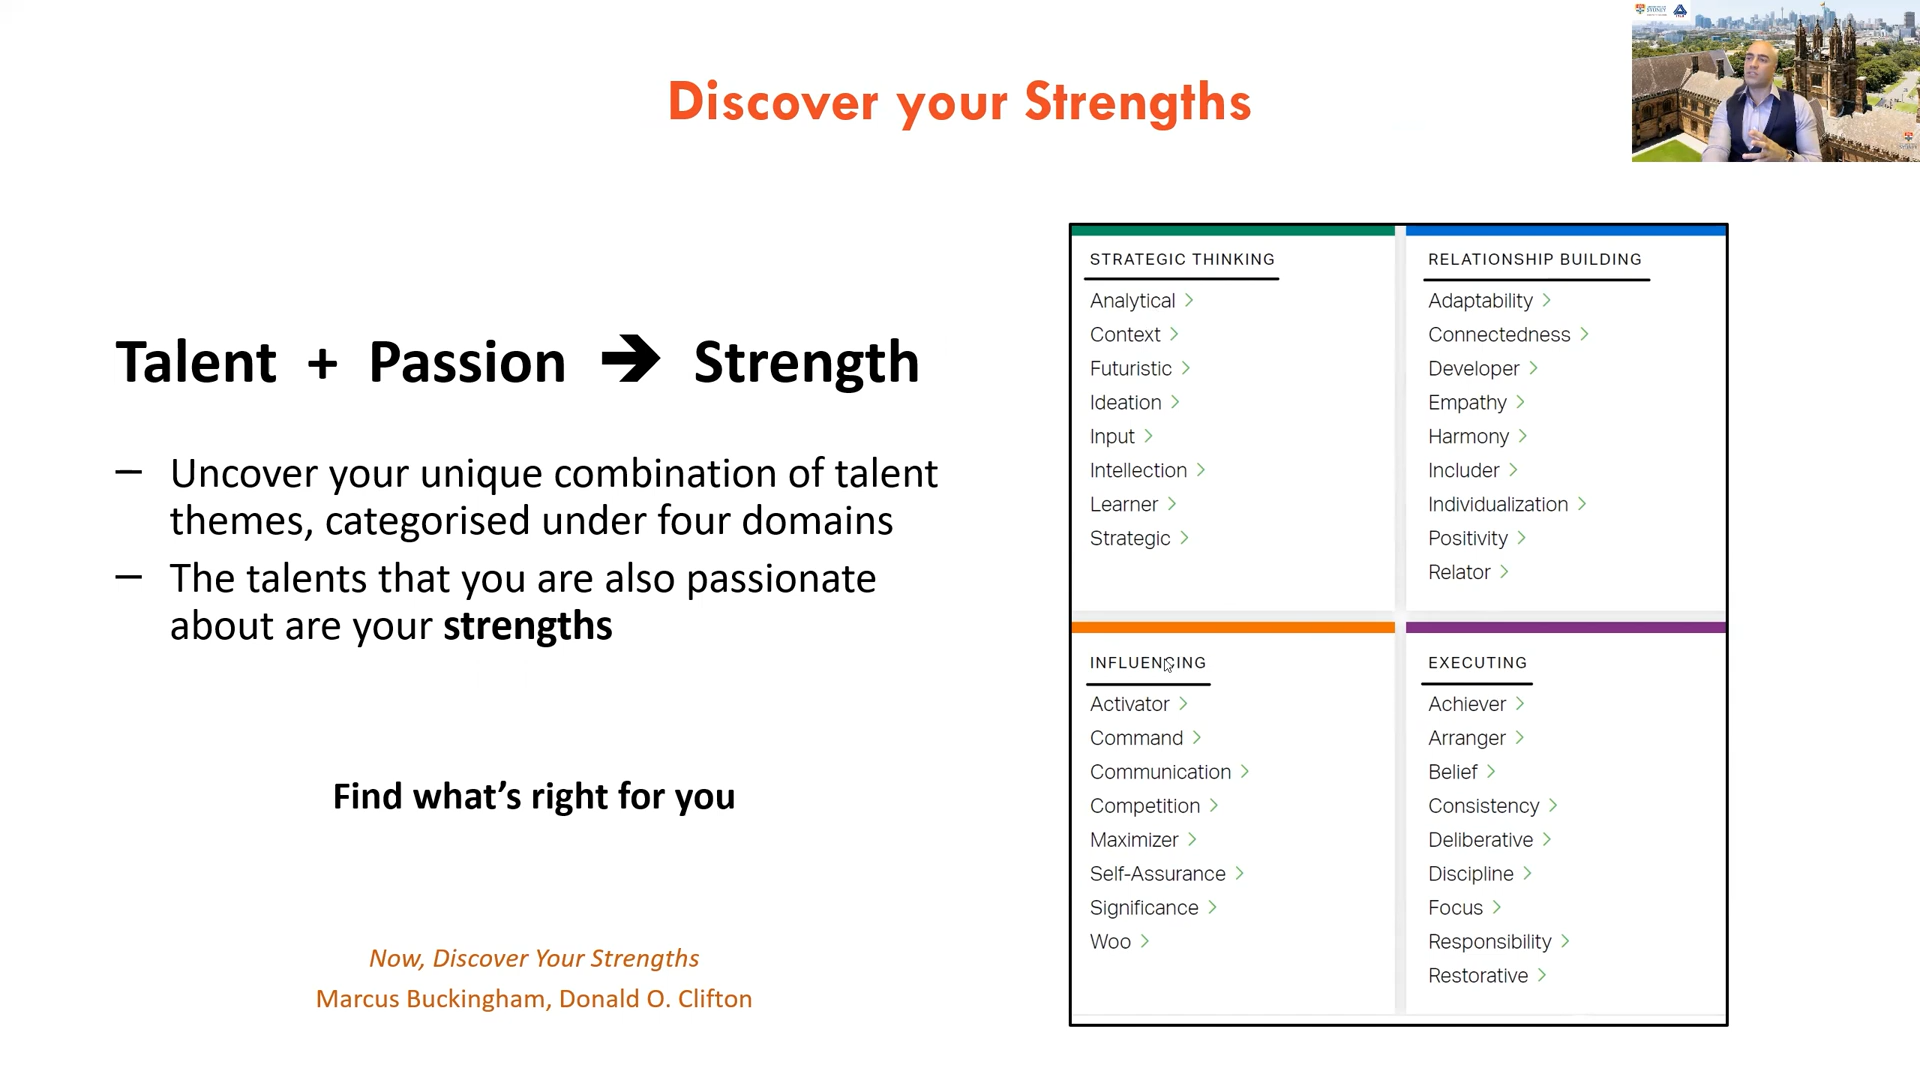 Discover your Strengths
SYDNEY
Talent + Passion ➔ Strength
– Uncover your unique combination of talent
themes, categorised under four domains
– The talents that you are also passionate
about are your strengths
Find what's right for you
Now, Discover Your Strengths
Marcus Buckingham, Donald O. Clifton
STRATEGIC THINKING
Analytical >
Context >
Futuristic >
Ideation >
Input >
Intellection >
Learner >
Strategic >
RELATIONSHIP BUILDING
Adaptability >
Connectedness >
Developer >
Empathy >
Harmony >
Includer >
Individualization >
Positivity >
Relator >
INFLUENCING
Activator >
Command >
Communication >
Competition >
Maximizer >
Self-Assurance >
Significance >
Woo >
EXECUTING
Achiever >
Arranger >
Belief >
Consistency >
Deliberative >
Discipline >
Focus >
Responsibility >
Restorative >